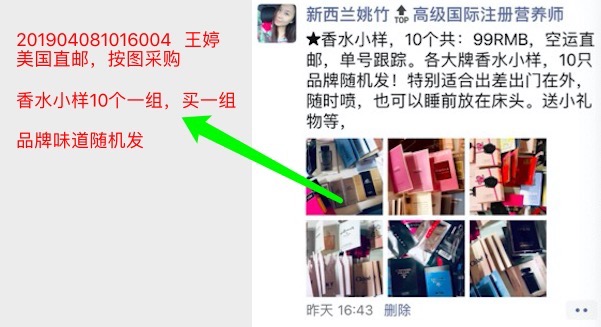 201904081016004 王婷
美国直邮，按图采购
香水小样10个一组，买一组
品牌味道随机发
新西兰姚竹🔝高级国际注册营养师
★香水小样，10个共：99RMB，空运直
邮，单号跟踪。各大牌香水小样，10只
品牌随机发！特别适合出差出门在外，
随时喷，也可以睡前放在床头。送小礼
物等，
昨天 16:43 删除